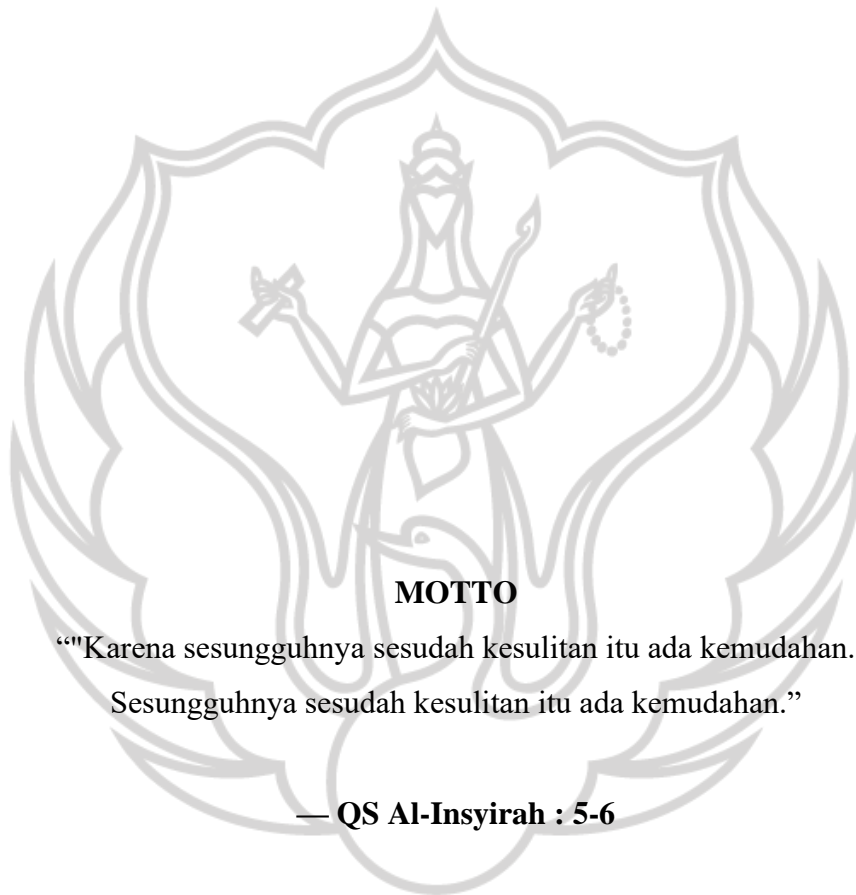 MOTTO
“"Karena sesungguhnya sesudah kesulitan itu ada kemudahan.
Sesungguhnya sesudah kesulitan itu ada kemudahan.”
— QS Al-Insyirah : 5-6